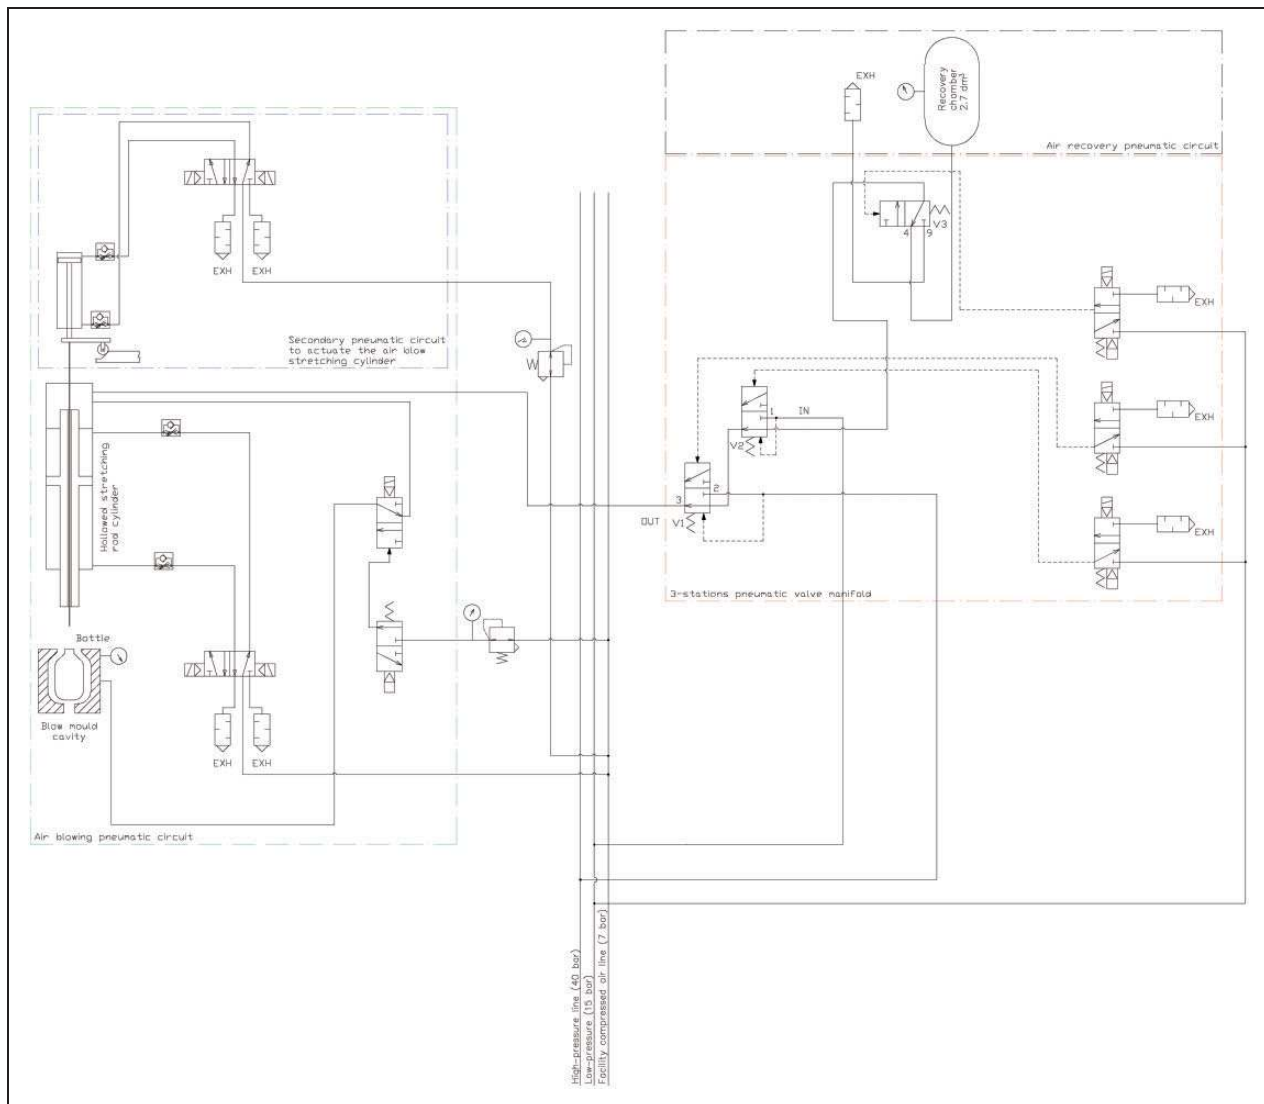 EXH
Recovery
chamber
2.7 dm³
Air recovery pneumatic circuit
EXH
EXH
Secondary pneumatic circuit
to actuate the air blow
stretching cylinder
V3
4
9
EXH
W
W
1
IN
V2
EXH
Hollowed stretching
rod cylinder
3
2
OUT
V1
EXH
3-stations pneumatic valve manifold
W
Bottle
Blow mould
cavity
EXH
EXH
Air blowing pneumatic circuit
High-pressure line (40 bar)
Low-pressure (15 bar)
Facility compressed air line (7 bar)